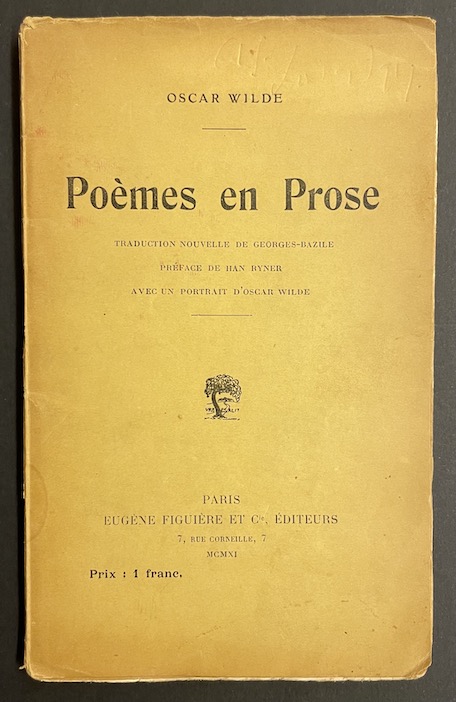 OSCAR WILDE
Poèmes en Prose
TRADUCTION NOUVELLE DE GEORGES-BAZILE
PRÉFACE DE HAN RYNER
AVEC UN PORTRAIT D'OSCAR WILDE
PARIS
EUGÈNE FIGUIÈRE ET Cie, ÉDITEURS
7, RUE CORNEILLE, 7
MCMXI
Prix : 1 franc.